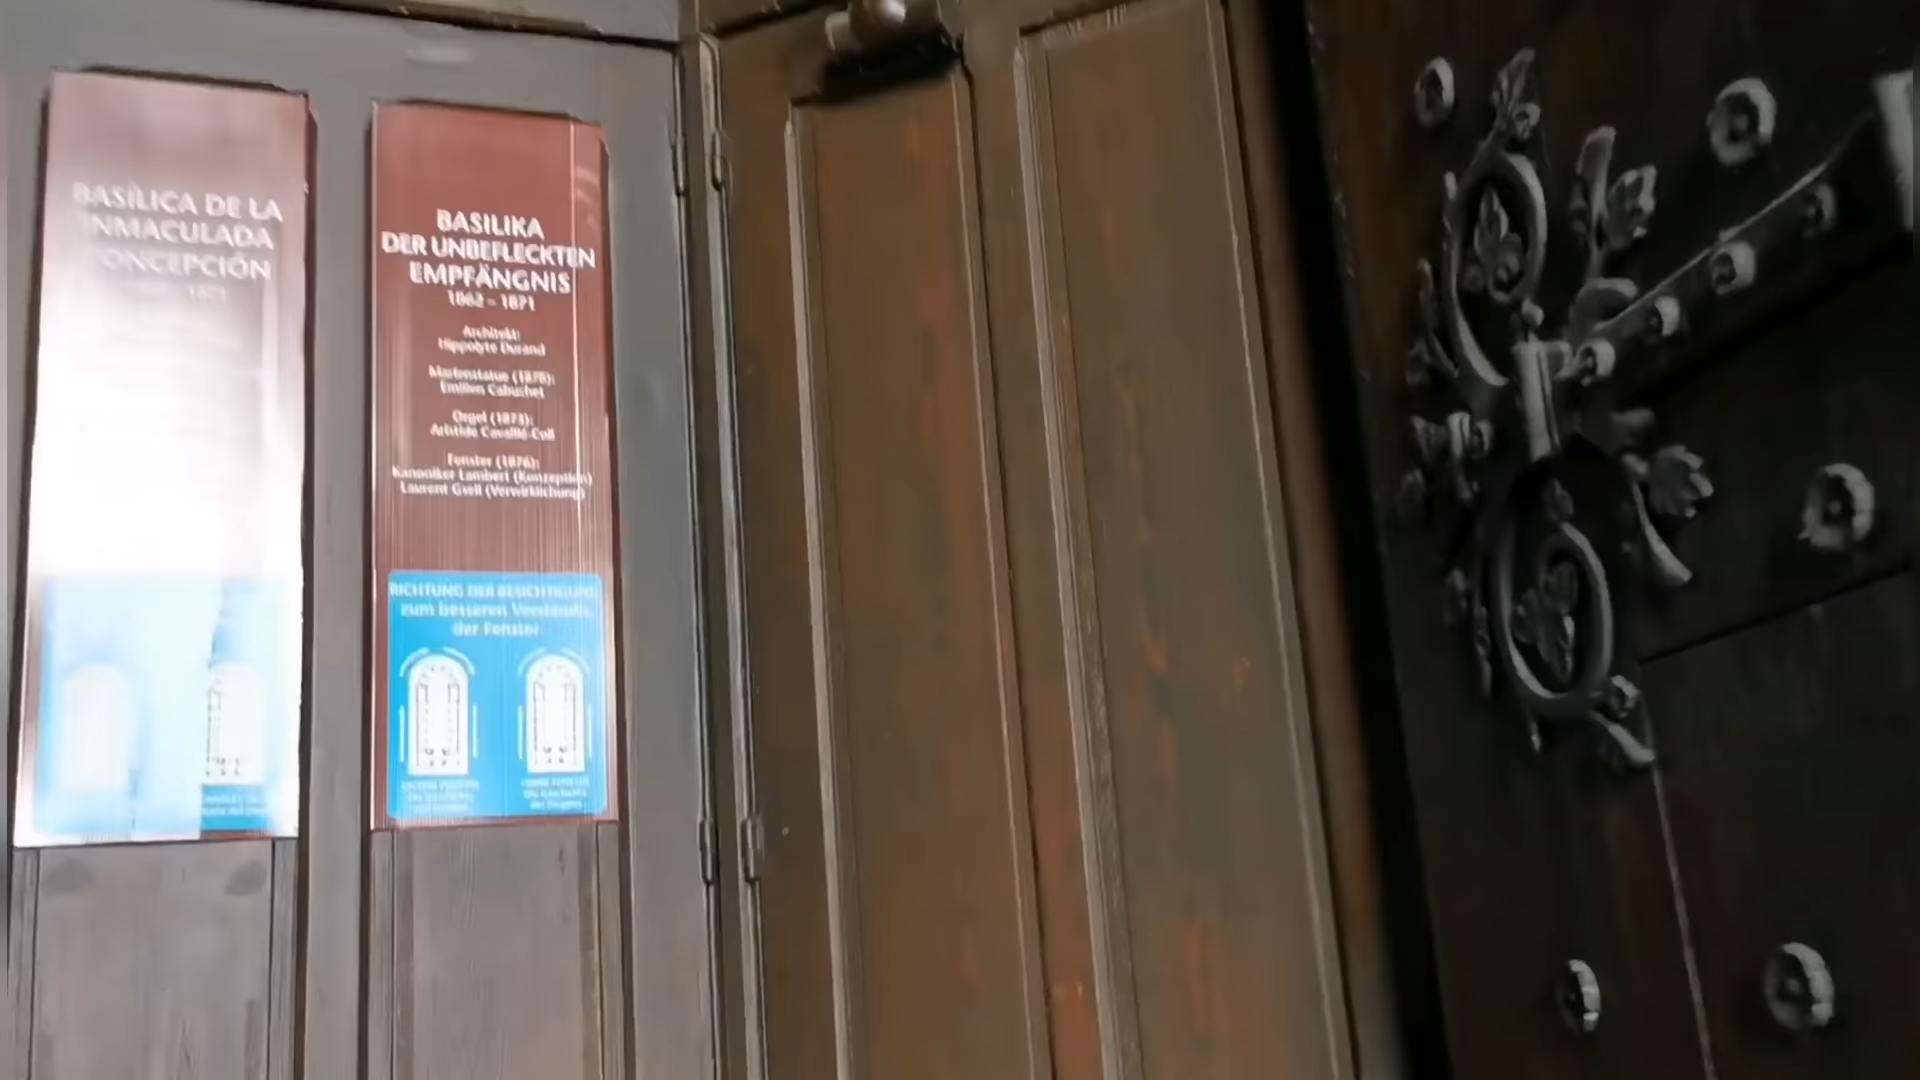 BASÍLICA DE LA
INMACULADA
CONCEPCIÓN
1871
BASILIKA
DER UNBEFLECKTEN
EMPFÄNGNIS
1862 - 1871
Architekt:
Hippolyte Durand
Marienstatue (1878):
Emilien Cabuchet
Orgel (1873):
Aristide Cavaillé-Coll
Fenster (1876):
Kanoniker Lambert (Konzeption)
Laurent Gsell (Verwirklichung)
RICHTUNG DER BESICHTIGUNG
zum besseren Verständnis
der Fenster